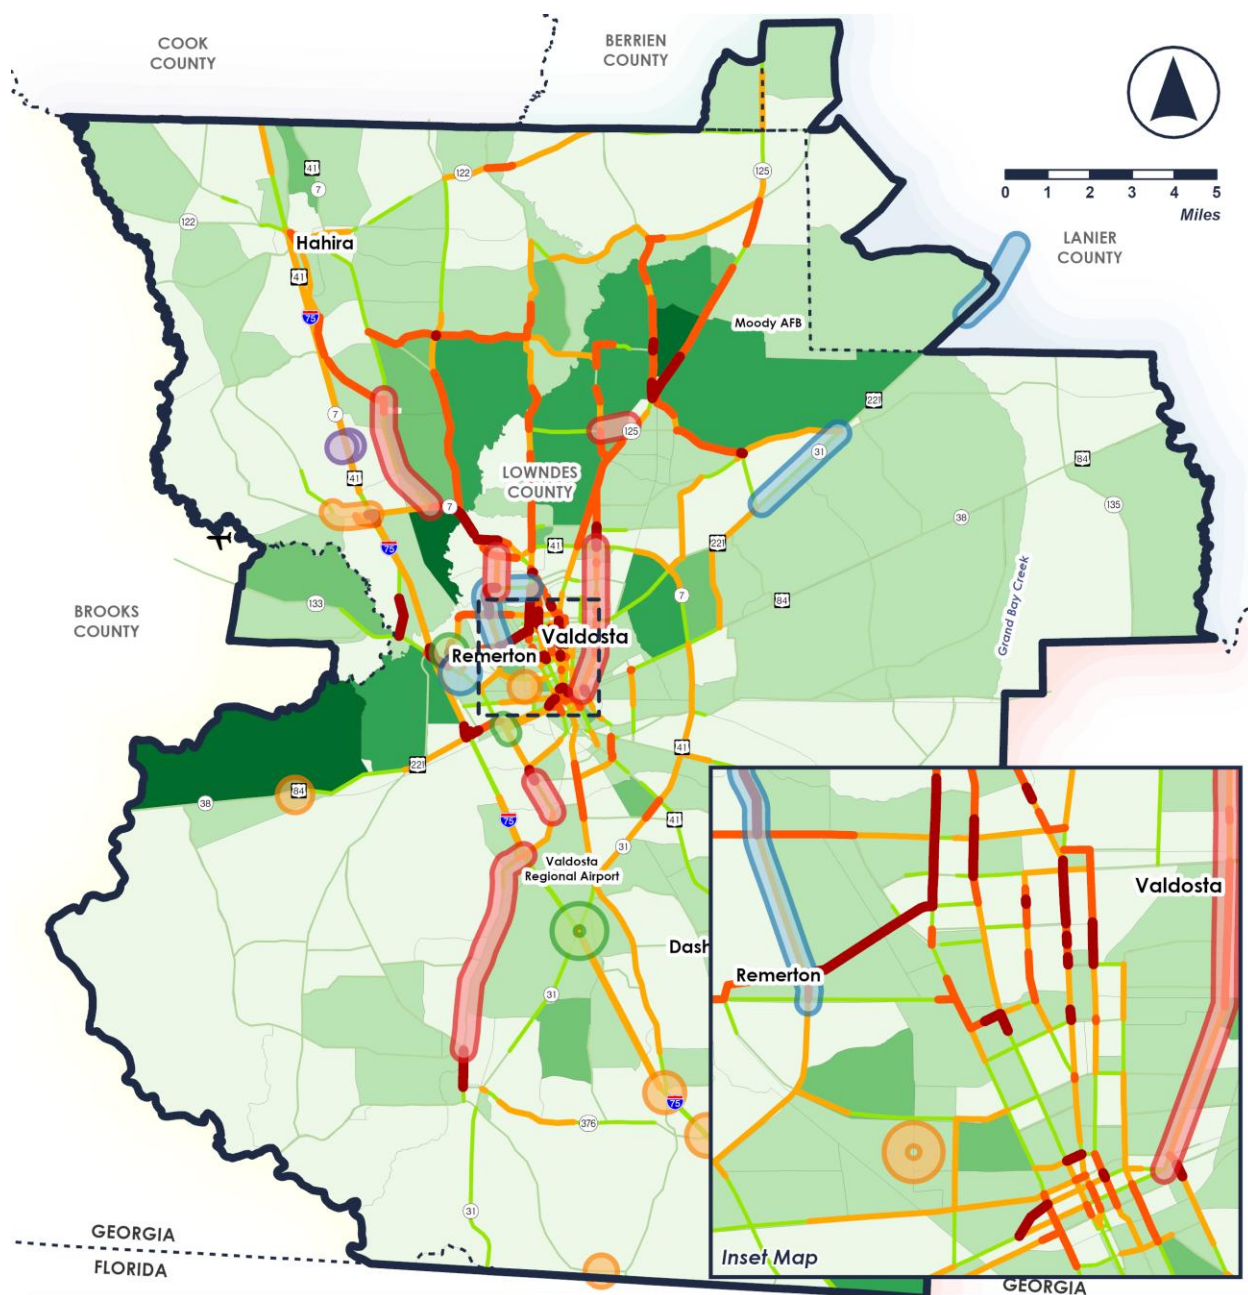 COOK
COUNTY
BERRIEN
COUNTY
0 1 2 3 4 5
Miles
41
7
122
125
122
Hahira
LANIER
COUNTY
41
75
Moody AFB
7
221
125
31
41
84
LOWNDES
COUNTY
7
135
38
41
221
75
84
133
7
Grand Bay Creek
BROOKS
COUNTY
Valdosta
Remerton
41
221
84
38
75
41
31
Valdosta
Regional Airport
Dash
31
75
376
31
GEORGIA
FLORIDA
Valdosta
Remerton
Inset Map
GEORGIA